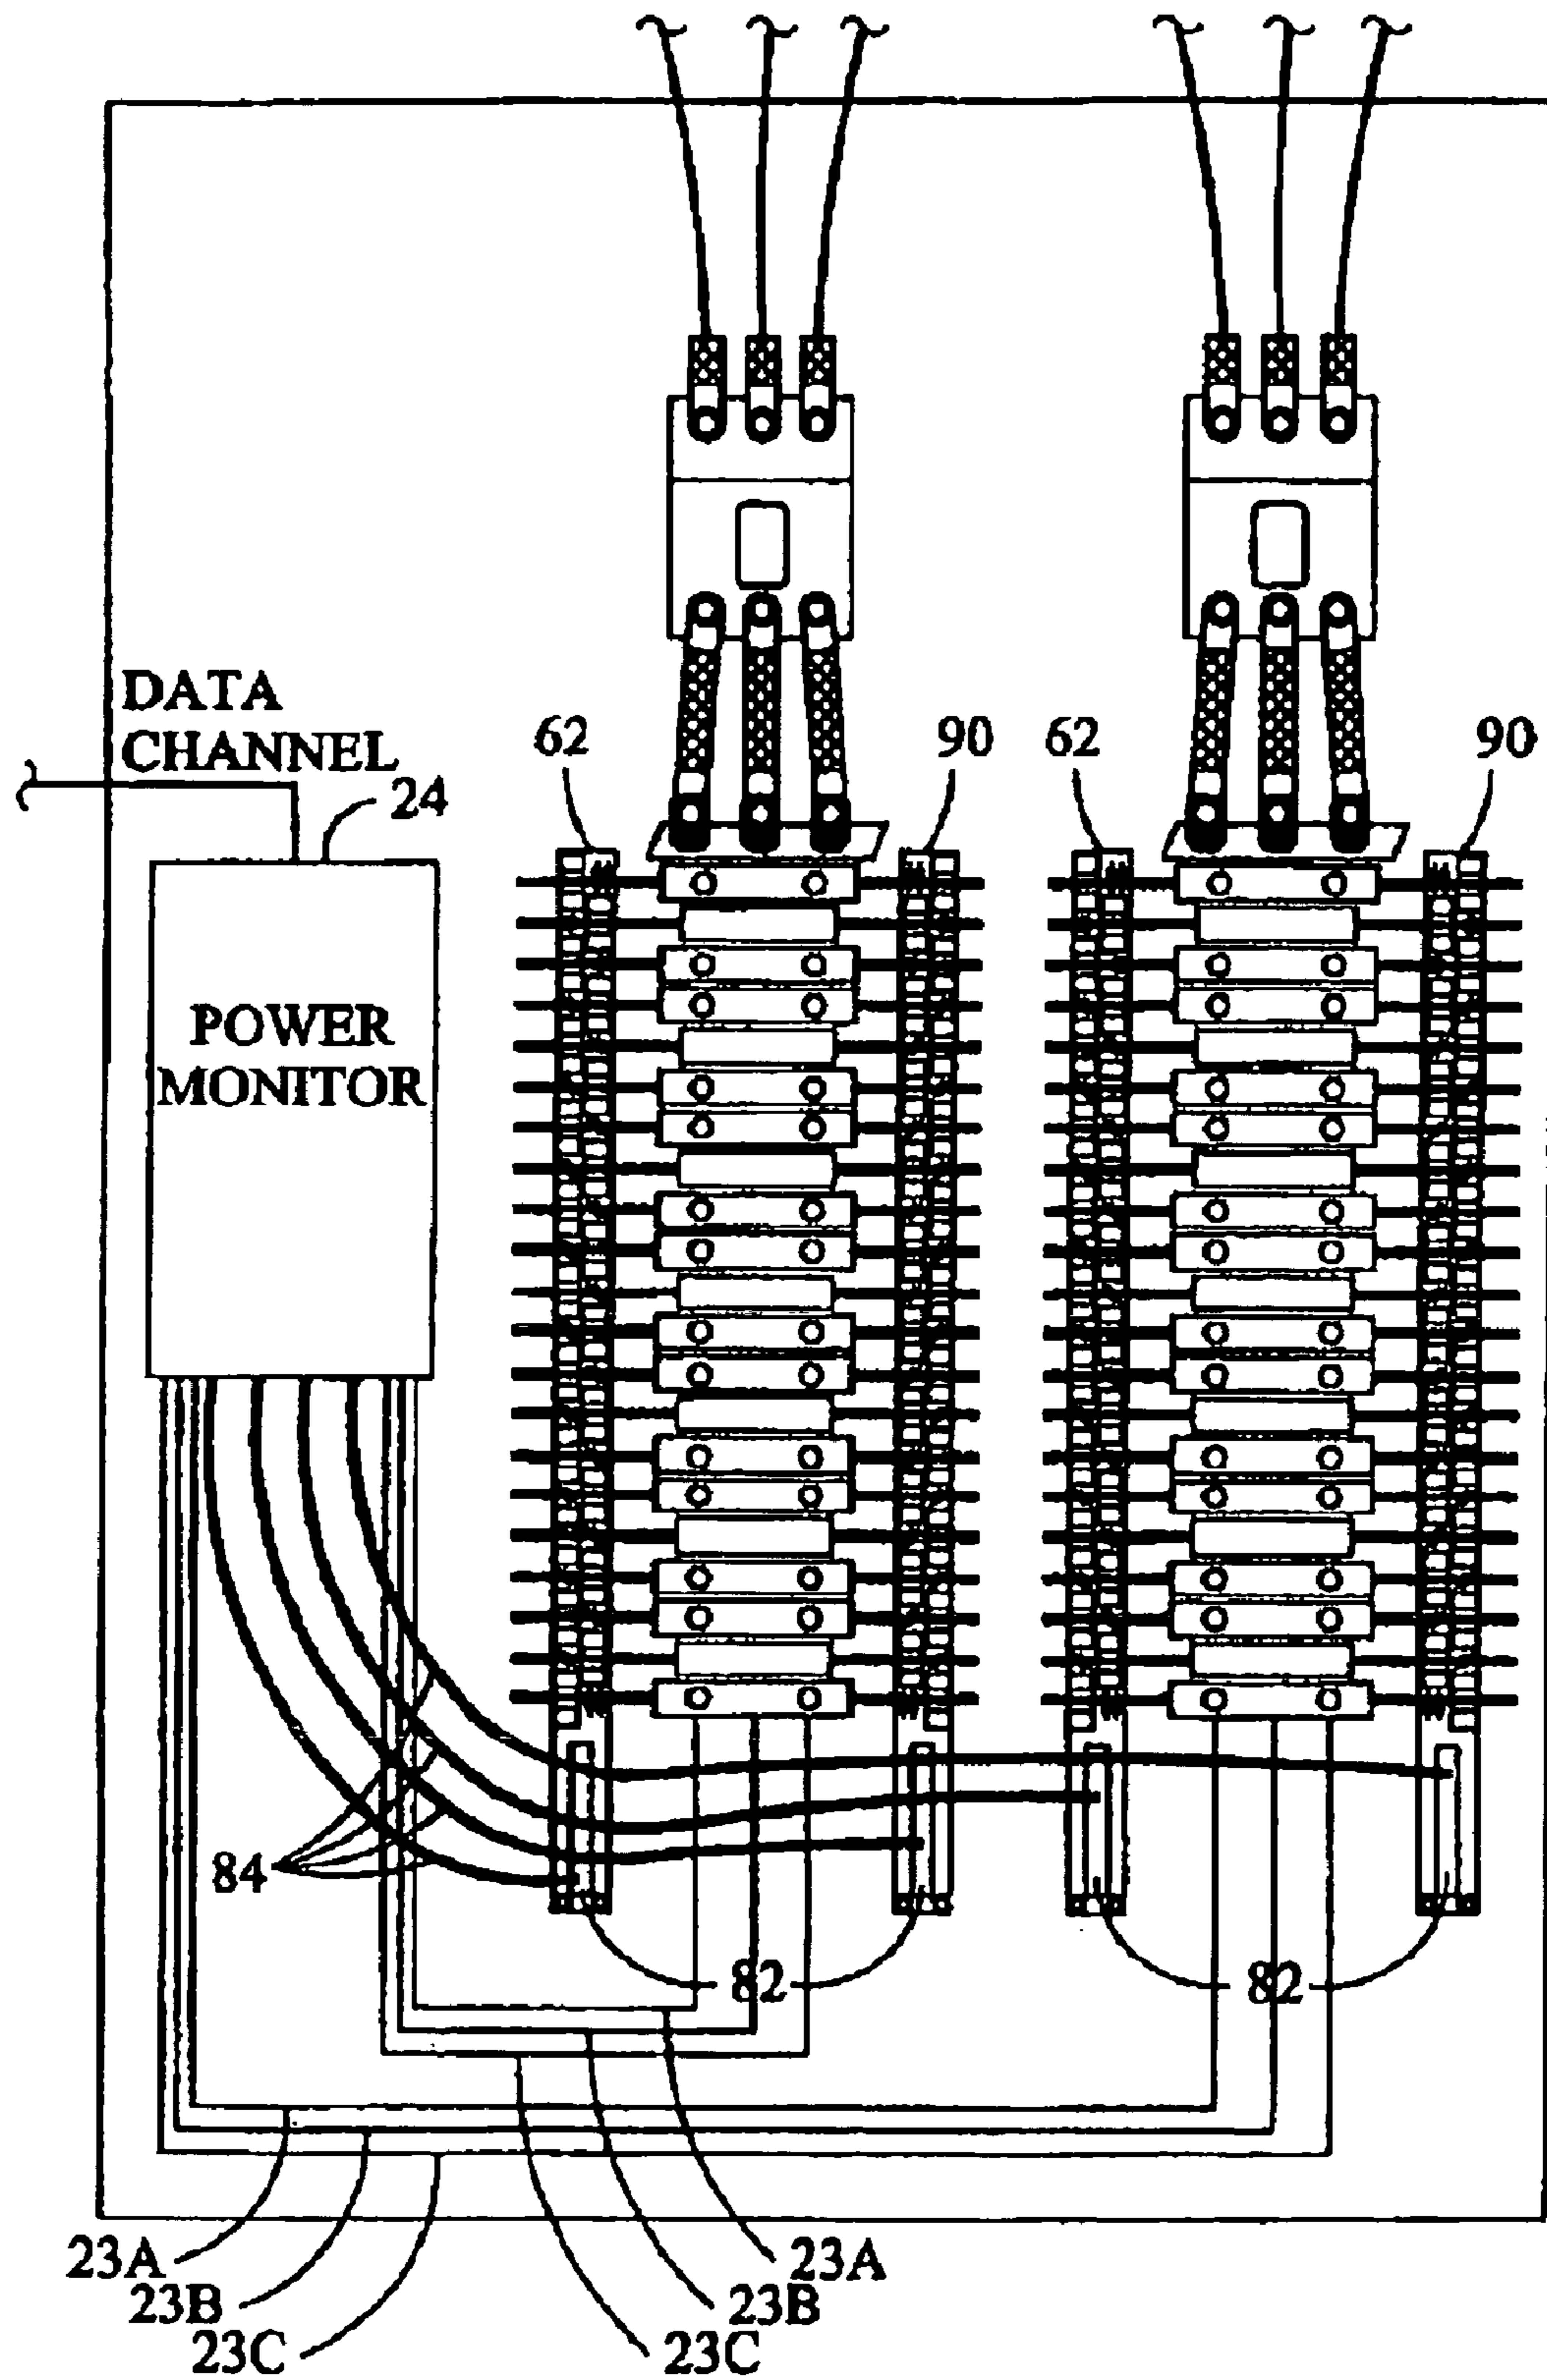 DATA
CHANNEL
24
62
90
62
90
POWER
MONITOR
84
82
82
23A
23B
23C
23A
23B
23C